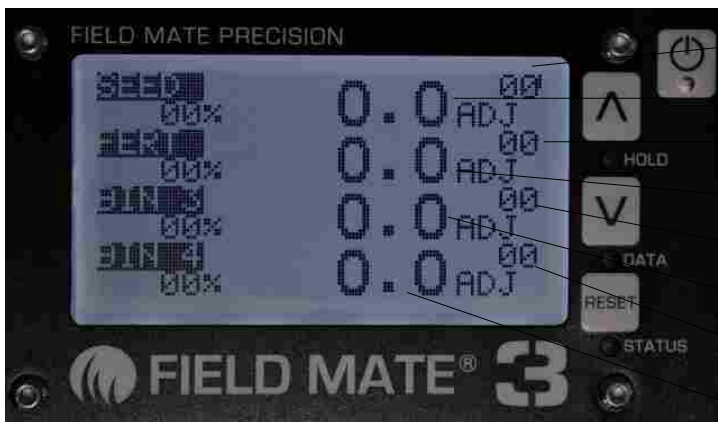 FIELD MATE PRECISION
SEED 0.0 00
00% ADJ
FERT 0.0 00
00% ADJ
BIN 3 0.0 00
00% ADJ
BIN 4 0.0 00
00% ADJ
HOLD
DATA
RESET
STATUS
FIELD MATE® 3